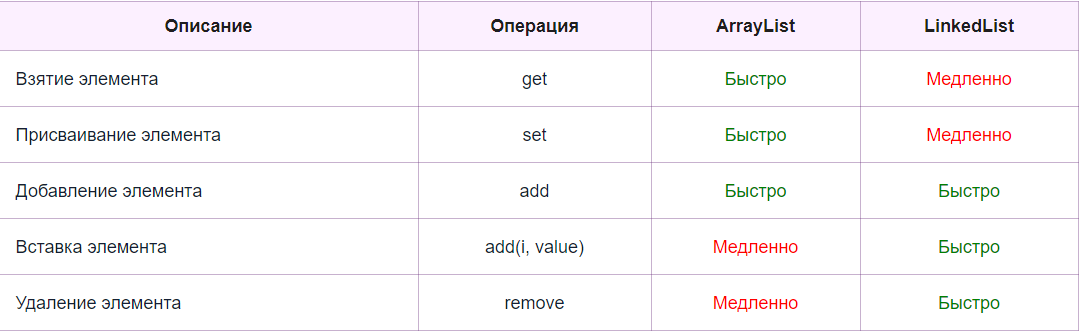 Описание Операция ArrayList LinkedList
Взятие элемента get Быстро Медленно
Присваивание элемента set Быстро Медленно
Добавление элемента add Быстро Быстро
Вставка элемента add(i, value) Медленно Быстро
Удаление элемента remove Медленно Быстро